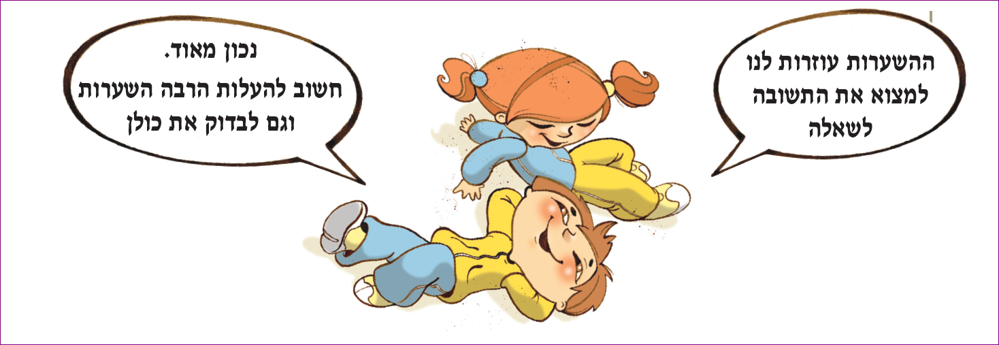 ההשערות עוזרות לנו
למצוא את התשובה
לשאלה
נכון מאוד.
חשוב להעלות הרבה השערות
וגם לבדוק את כולן